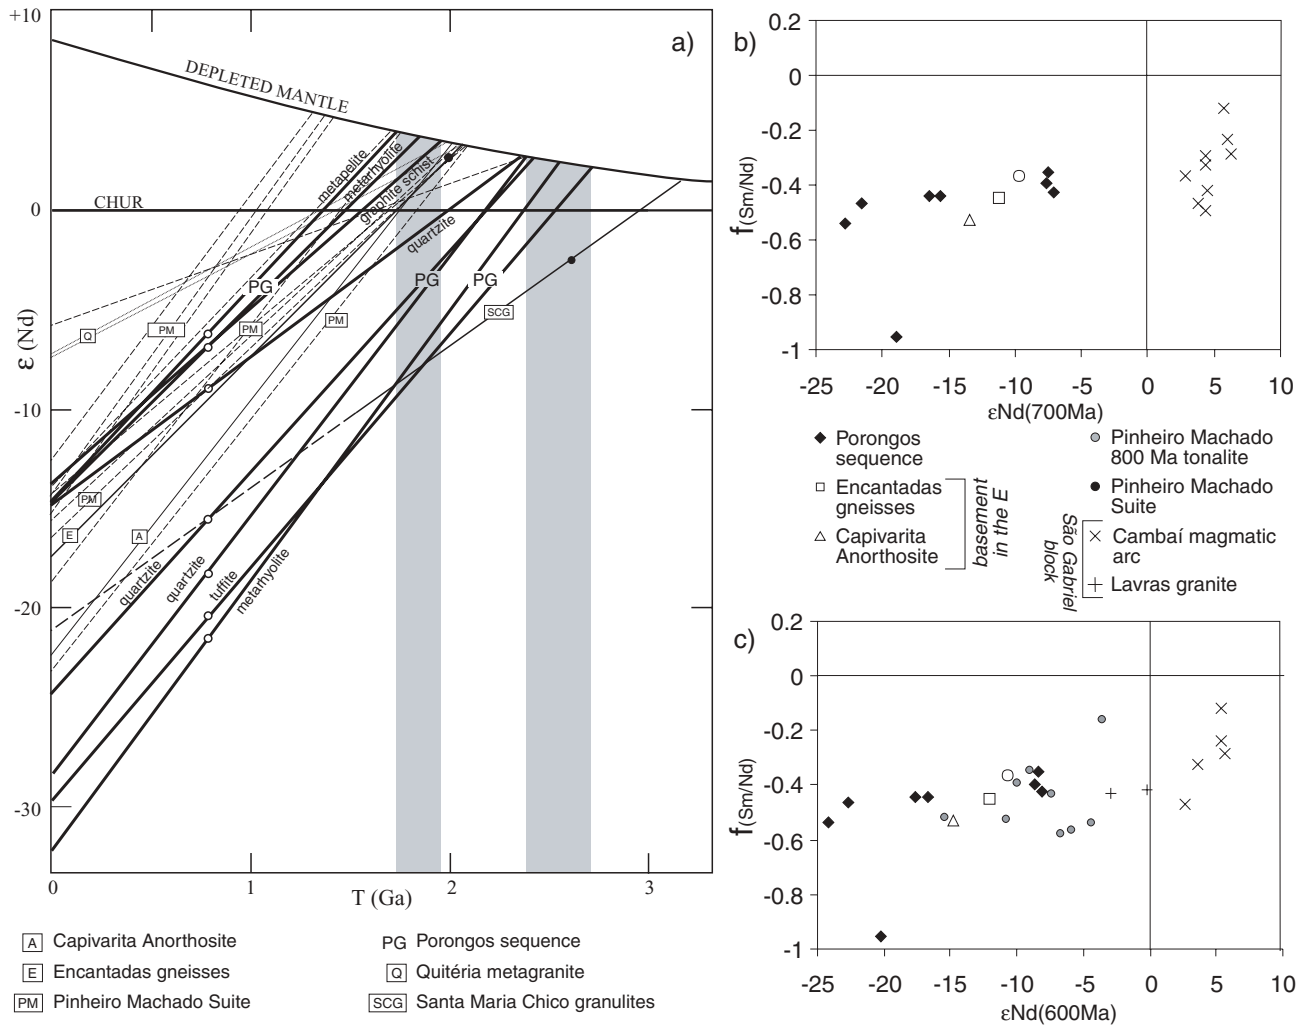 a)
+10
0
-10
-20
-30
ε (Nd)
DEPLETED MANTLE
CHUR
metapelite
metarhyolite
graphite schist
quartzite
PG
PG
PG
Q
PM
PM
PM
SCG
PM
E
A
quartzite
quartzite
tuffite
metarhyolite
0
1
2
3
T (Ga)
A Capivarita Anorthosite
E Encantadas gneisses
PM Pinheiro Machado Suite
PG Porongos sequence
Q Quitéria metagranite
SCG Santa Maria Chico granulites
b)
0.2
0
-0.2
-0.4
-0.6
-0.8
-1
f(Sm/Nd)
-25 -20 -15 -10 -5 0 5 10
εNd(700Ma)
Porongos
sequence
Encantadas
gneisses
Capivarita
Anorthosite
basement
in the E
Pinheiro Machado
800 Ma tonalite
Pinheiro Machado
Suite
São Gabriel
block
Cambaí magmatic
arc
Lavras granite
c)
0.2
0
-0.2
-0.4
-0.6
-0.8
-1
f(Sm/Nd)
-25 -20 -15 -10 -5 0 5 10
εNd(600Ma)